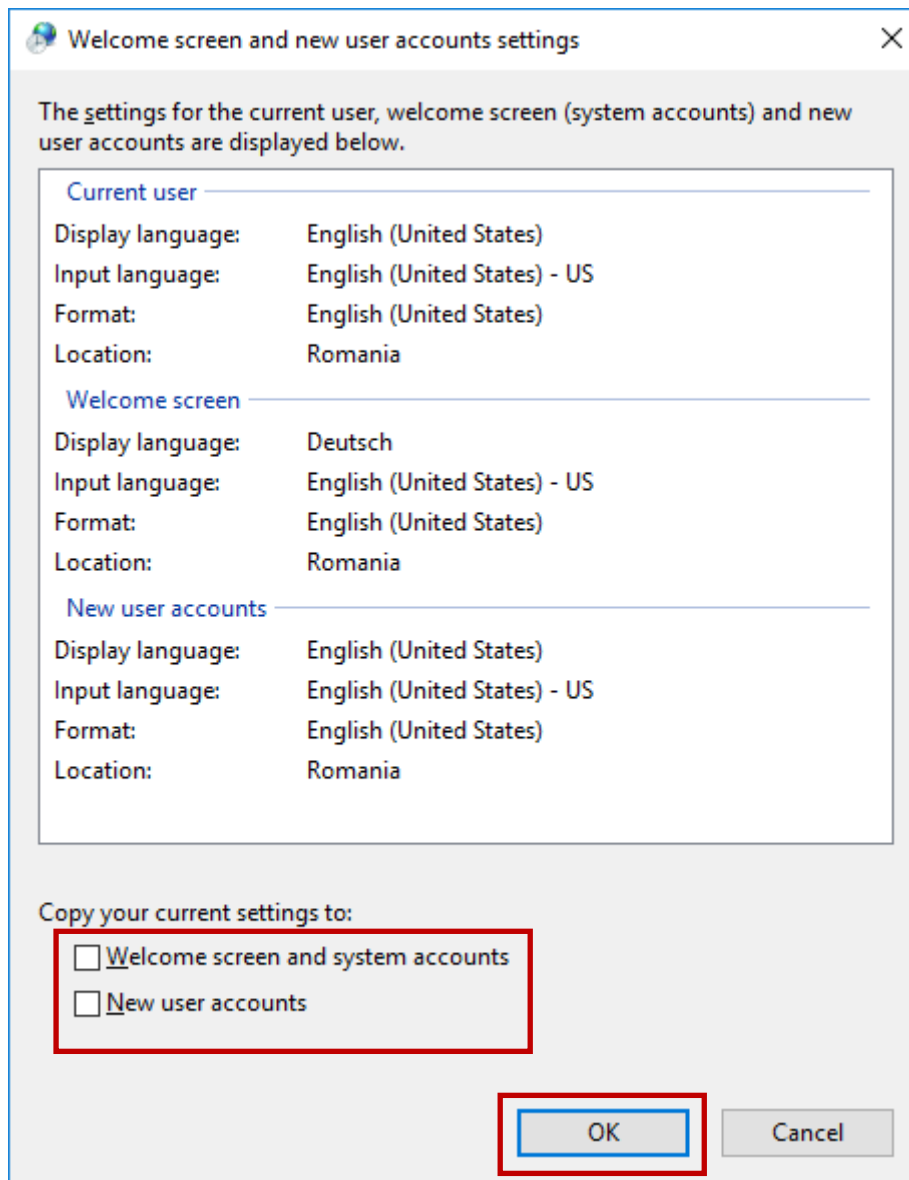 Welcome screen and new user accounts settings
The settings for the current user, welcome screen (system accounts) and new
user accounts are displayed below.
Current user
Display language: English (United States)
Input language: English (United States) - US
Format: English (United States)
Location: Romania
Welcome screen
Display language: Deutsch
Input language: English (United States) - US
Format: English (United States)
Location: Romania
New user accounts
Display language: English (United States)
Input language: English (United States) - US
Format: English (United States)
Location: Romania
Copy your current settings to:
Welcome screen and system accounts
New user accounts
OK Cancel